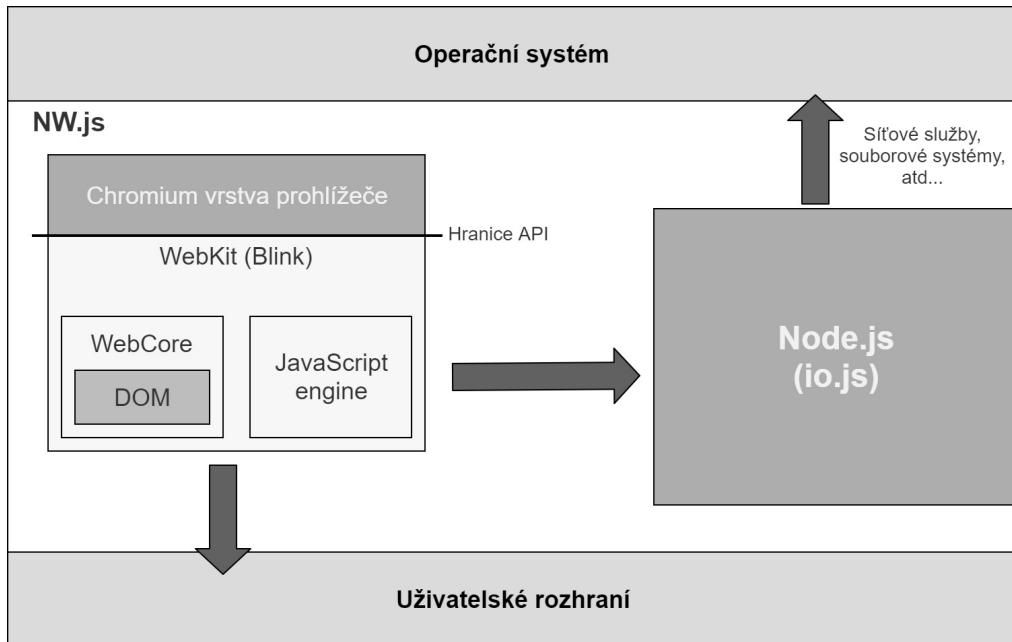 Operační systém
NW.js
Síťové služby,
souborové systémy,
atd...
Chromium vrstva prohlížeče
Hranice API
WebKit (Blink)
WebCore
DOM
JavaScript
engine
Node.js
(io.js)
Uživatelské rozhraní